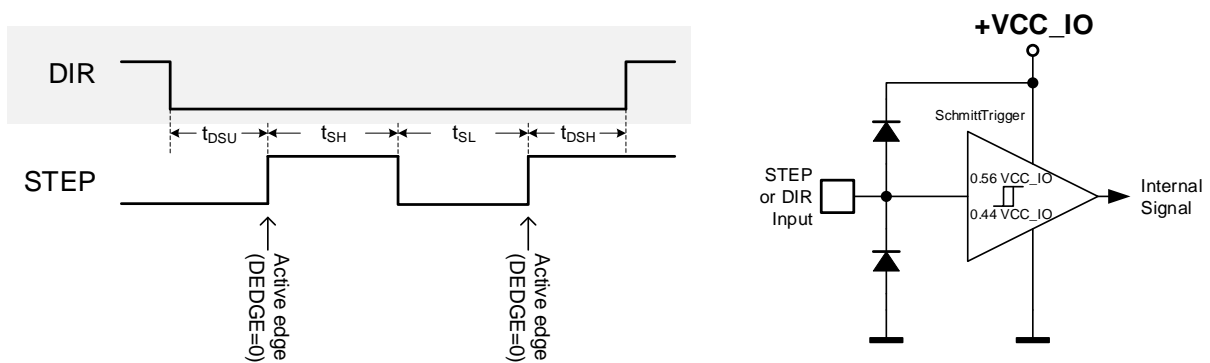 DIR
tDSU
tSH
tSL
tDSH
STEP
Active edge
(DEDGE=0)
Active edge
(DEDGE=0)
+VCC_IO
SchmittTrigger
0.56 VCC_IO
0.44 VCC_IO
STEP
or DIR
Input
Internal
Signal